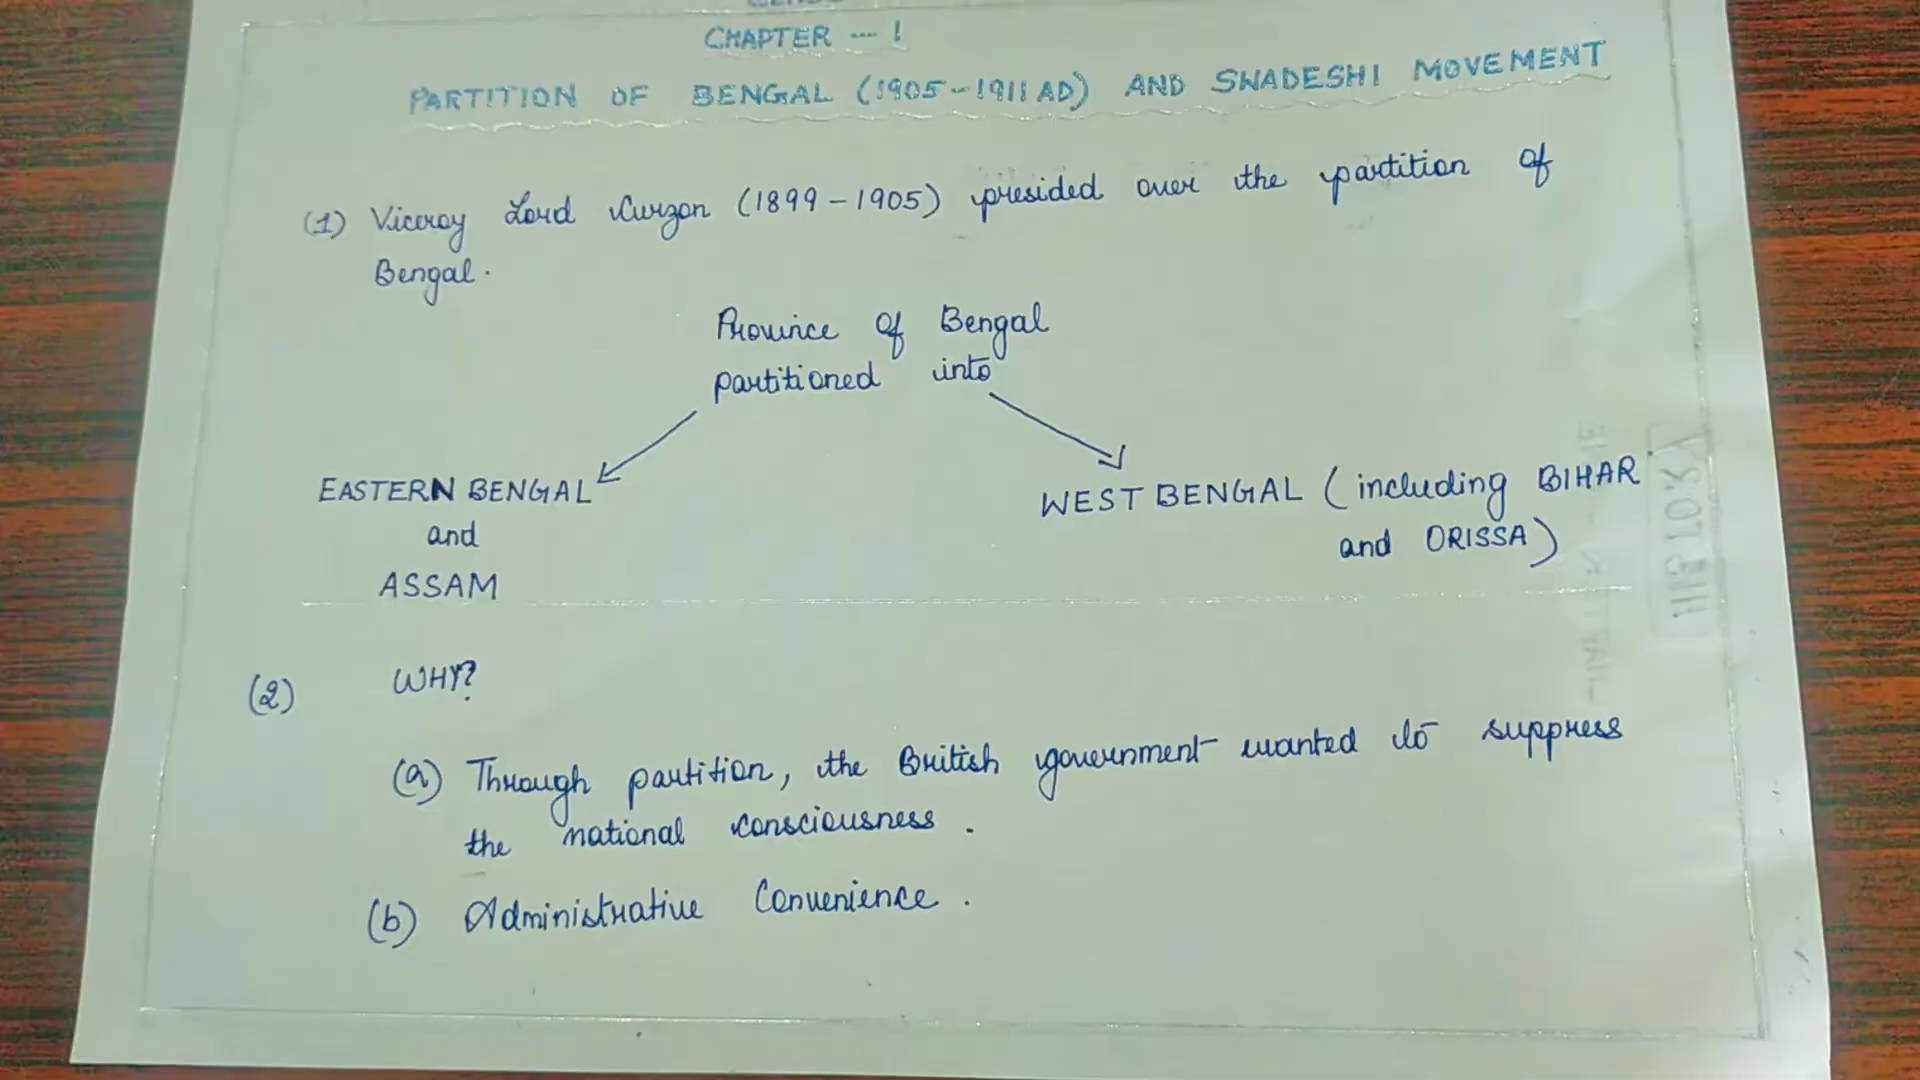 CHAPTER --- 1
PARTITION OF BENGAL (1905-1911 AD) AND SWADESHI MOVEMENT
(1) Viceroy Lord Curzon (1899-1905) presided over the partition of
Bengal.
Province of Bengal
partitioned into
EASTERN BENGAL
and
ASSAM
WEST BENGAL (including BIHAR
and ORISSA)
(2) WHY?
(a) Through partition, the British government wanted to suppress
the national consciousness.
(b) Administrative Convenience.
HISTORY